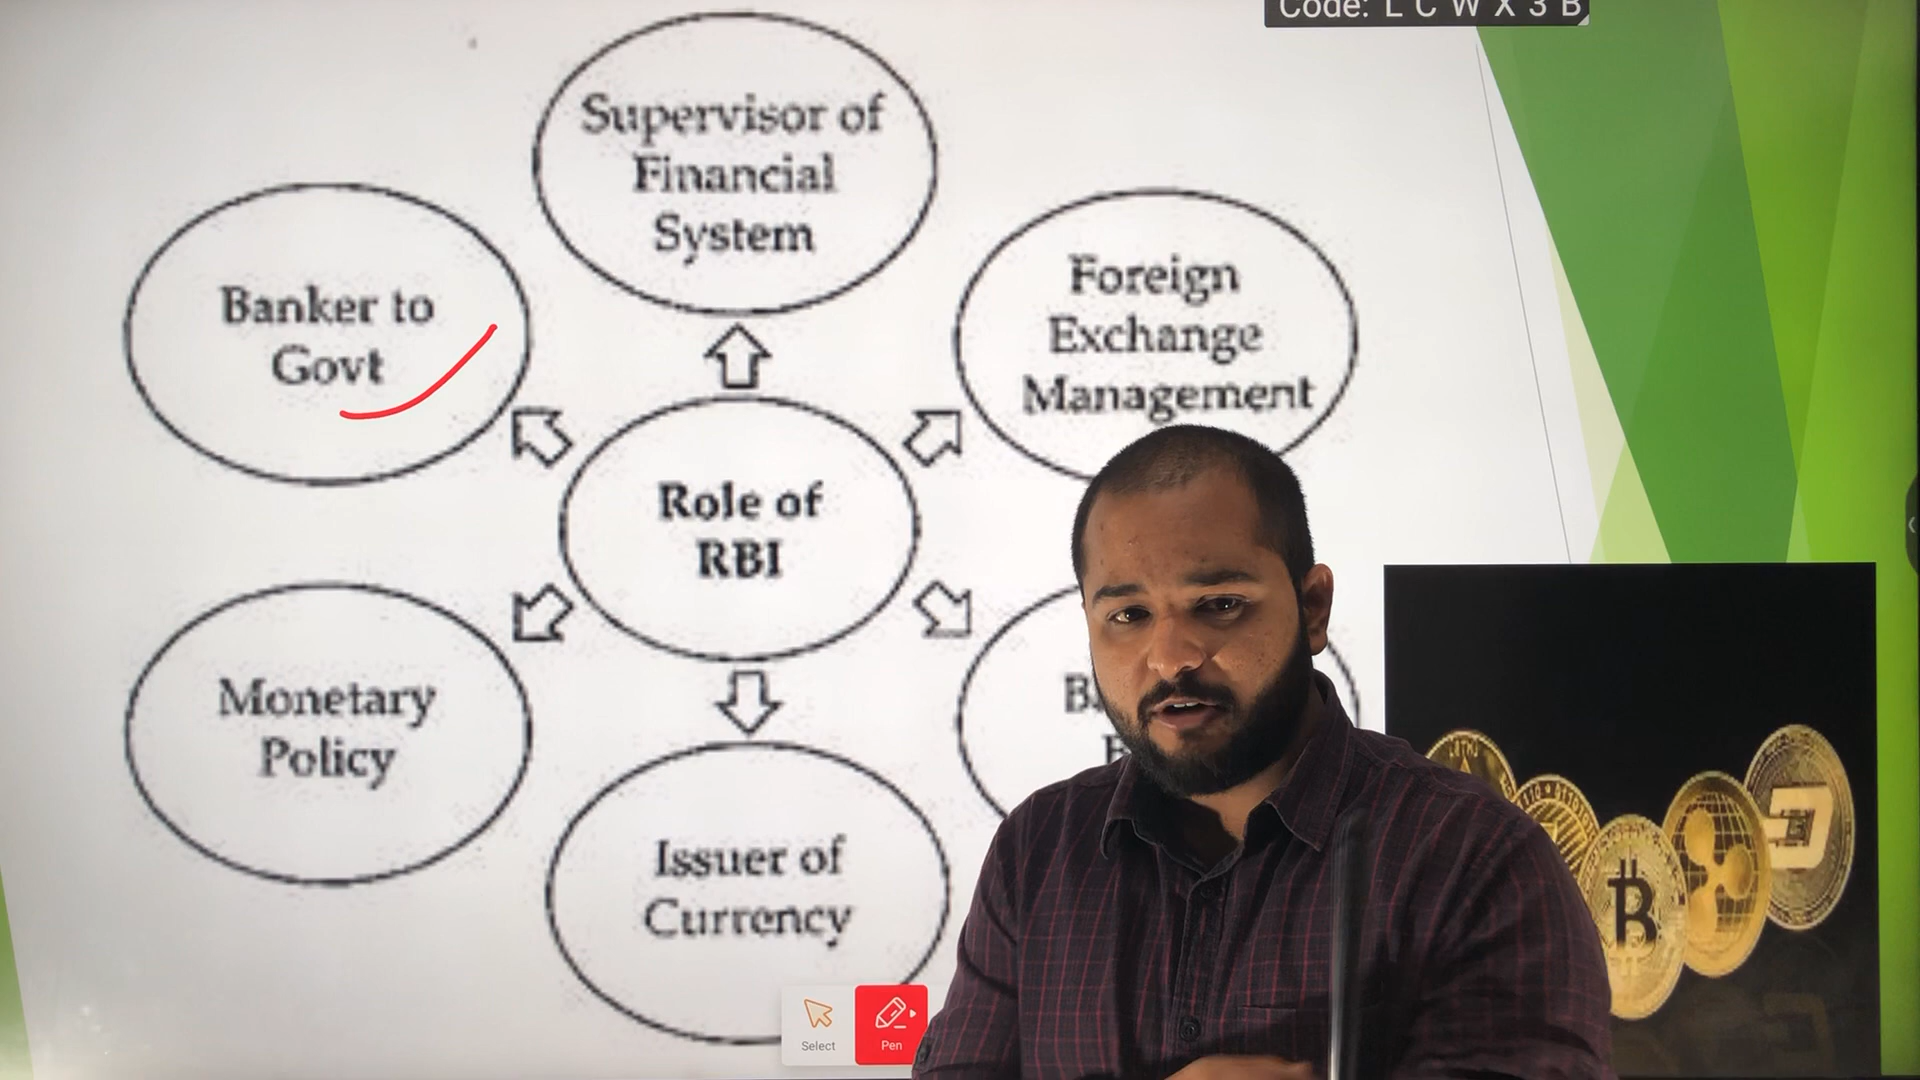 Code: L C W X 3 B
Supervisor of
Financial
System
Banker to
Govt
Foreign
Exchange
Management
Role of
RBI
Monetary
Policy
Issuer of
Currency
Select
Pen